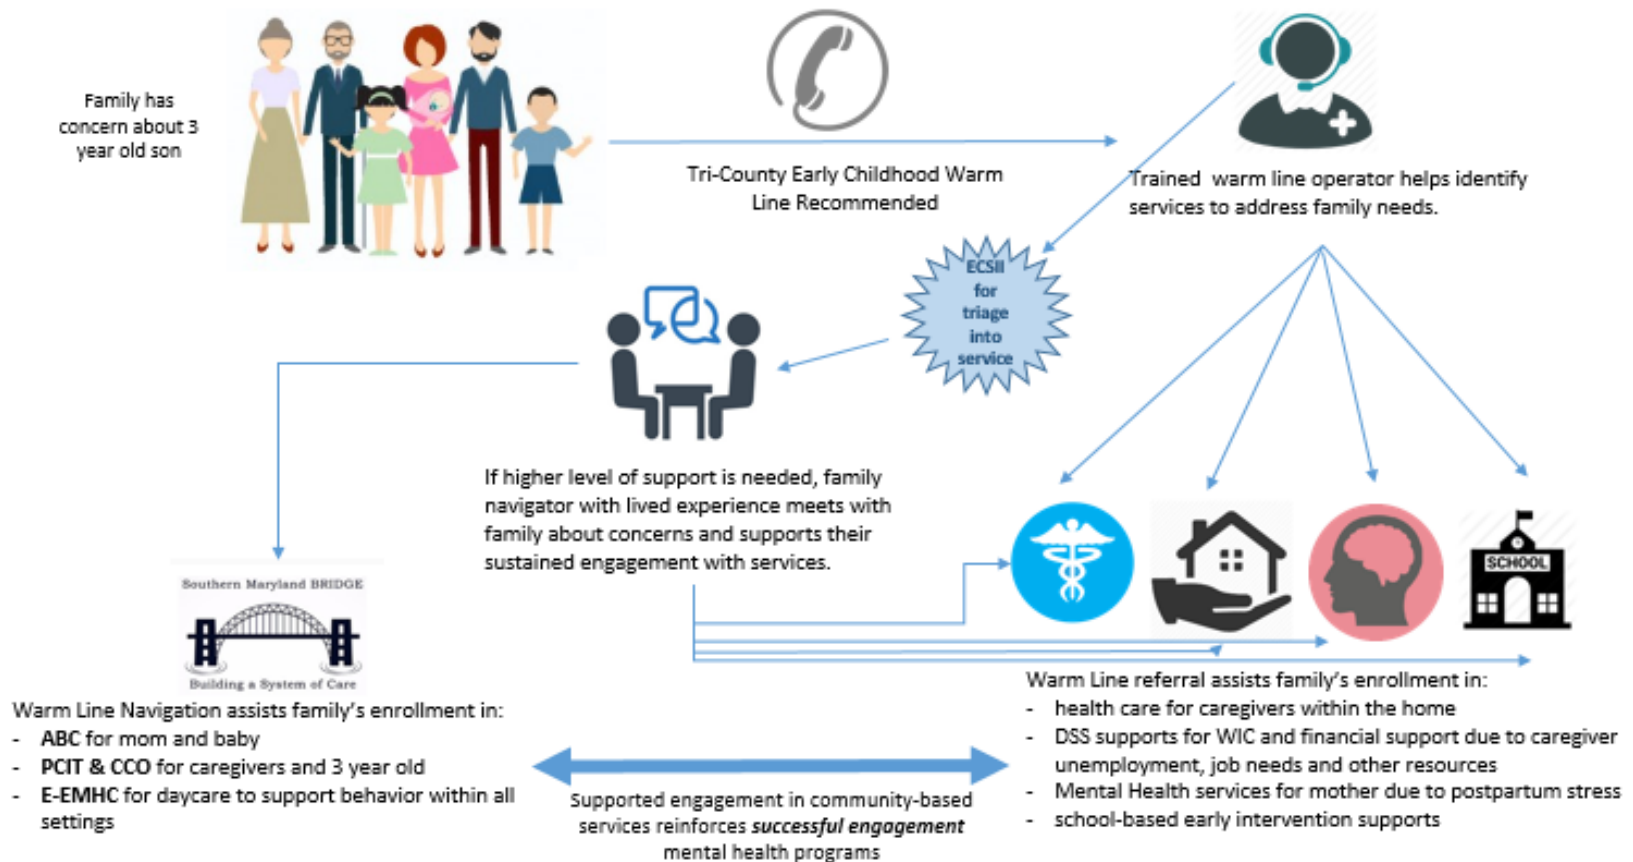 Family has
concern about 3
year old son
Tri-County Early Childhood Warm
Line Recommended
Trained  warm line operator helps identify
services to address family needs.
ECSII
for
triage
into
service
If higher level of support is needed, family
navigator with lived experience meets with
family about concerns and supports their
sustained engagement with services.
SCHOOL
Southern Maryland BRIDGE
Building a System of Care
Warm Line Navigation assists family's enrollment in:
- ABC for mom and baby
- PCIT & CCO for caregivers and 3 year old
- E-EMHC for daycare to support behavior within all
settings
Supported engagement in community-based
services reinforces successful engagement
mental health programs
Warm Line referral assists family's enrollment in:
- health care for caregivers within the home
- DSS supports for WIC and financial support due to caregiver
unemployment, job needs and other resources
- Mental Health services for mother due to postpartum stress
- school-based early intervention supports